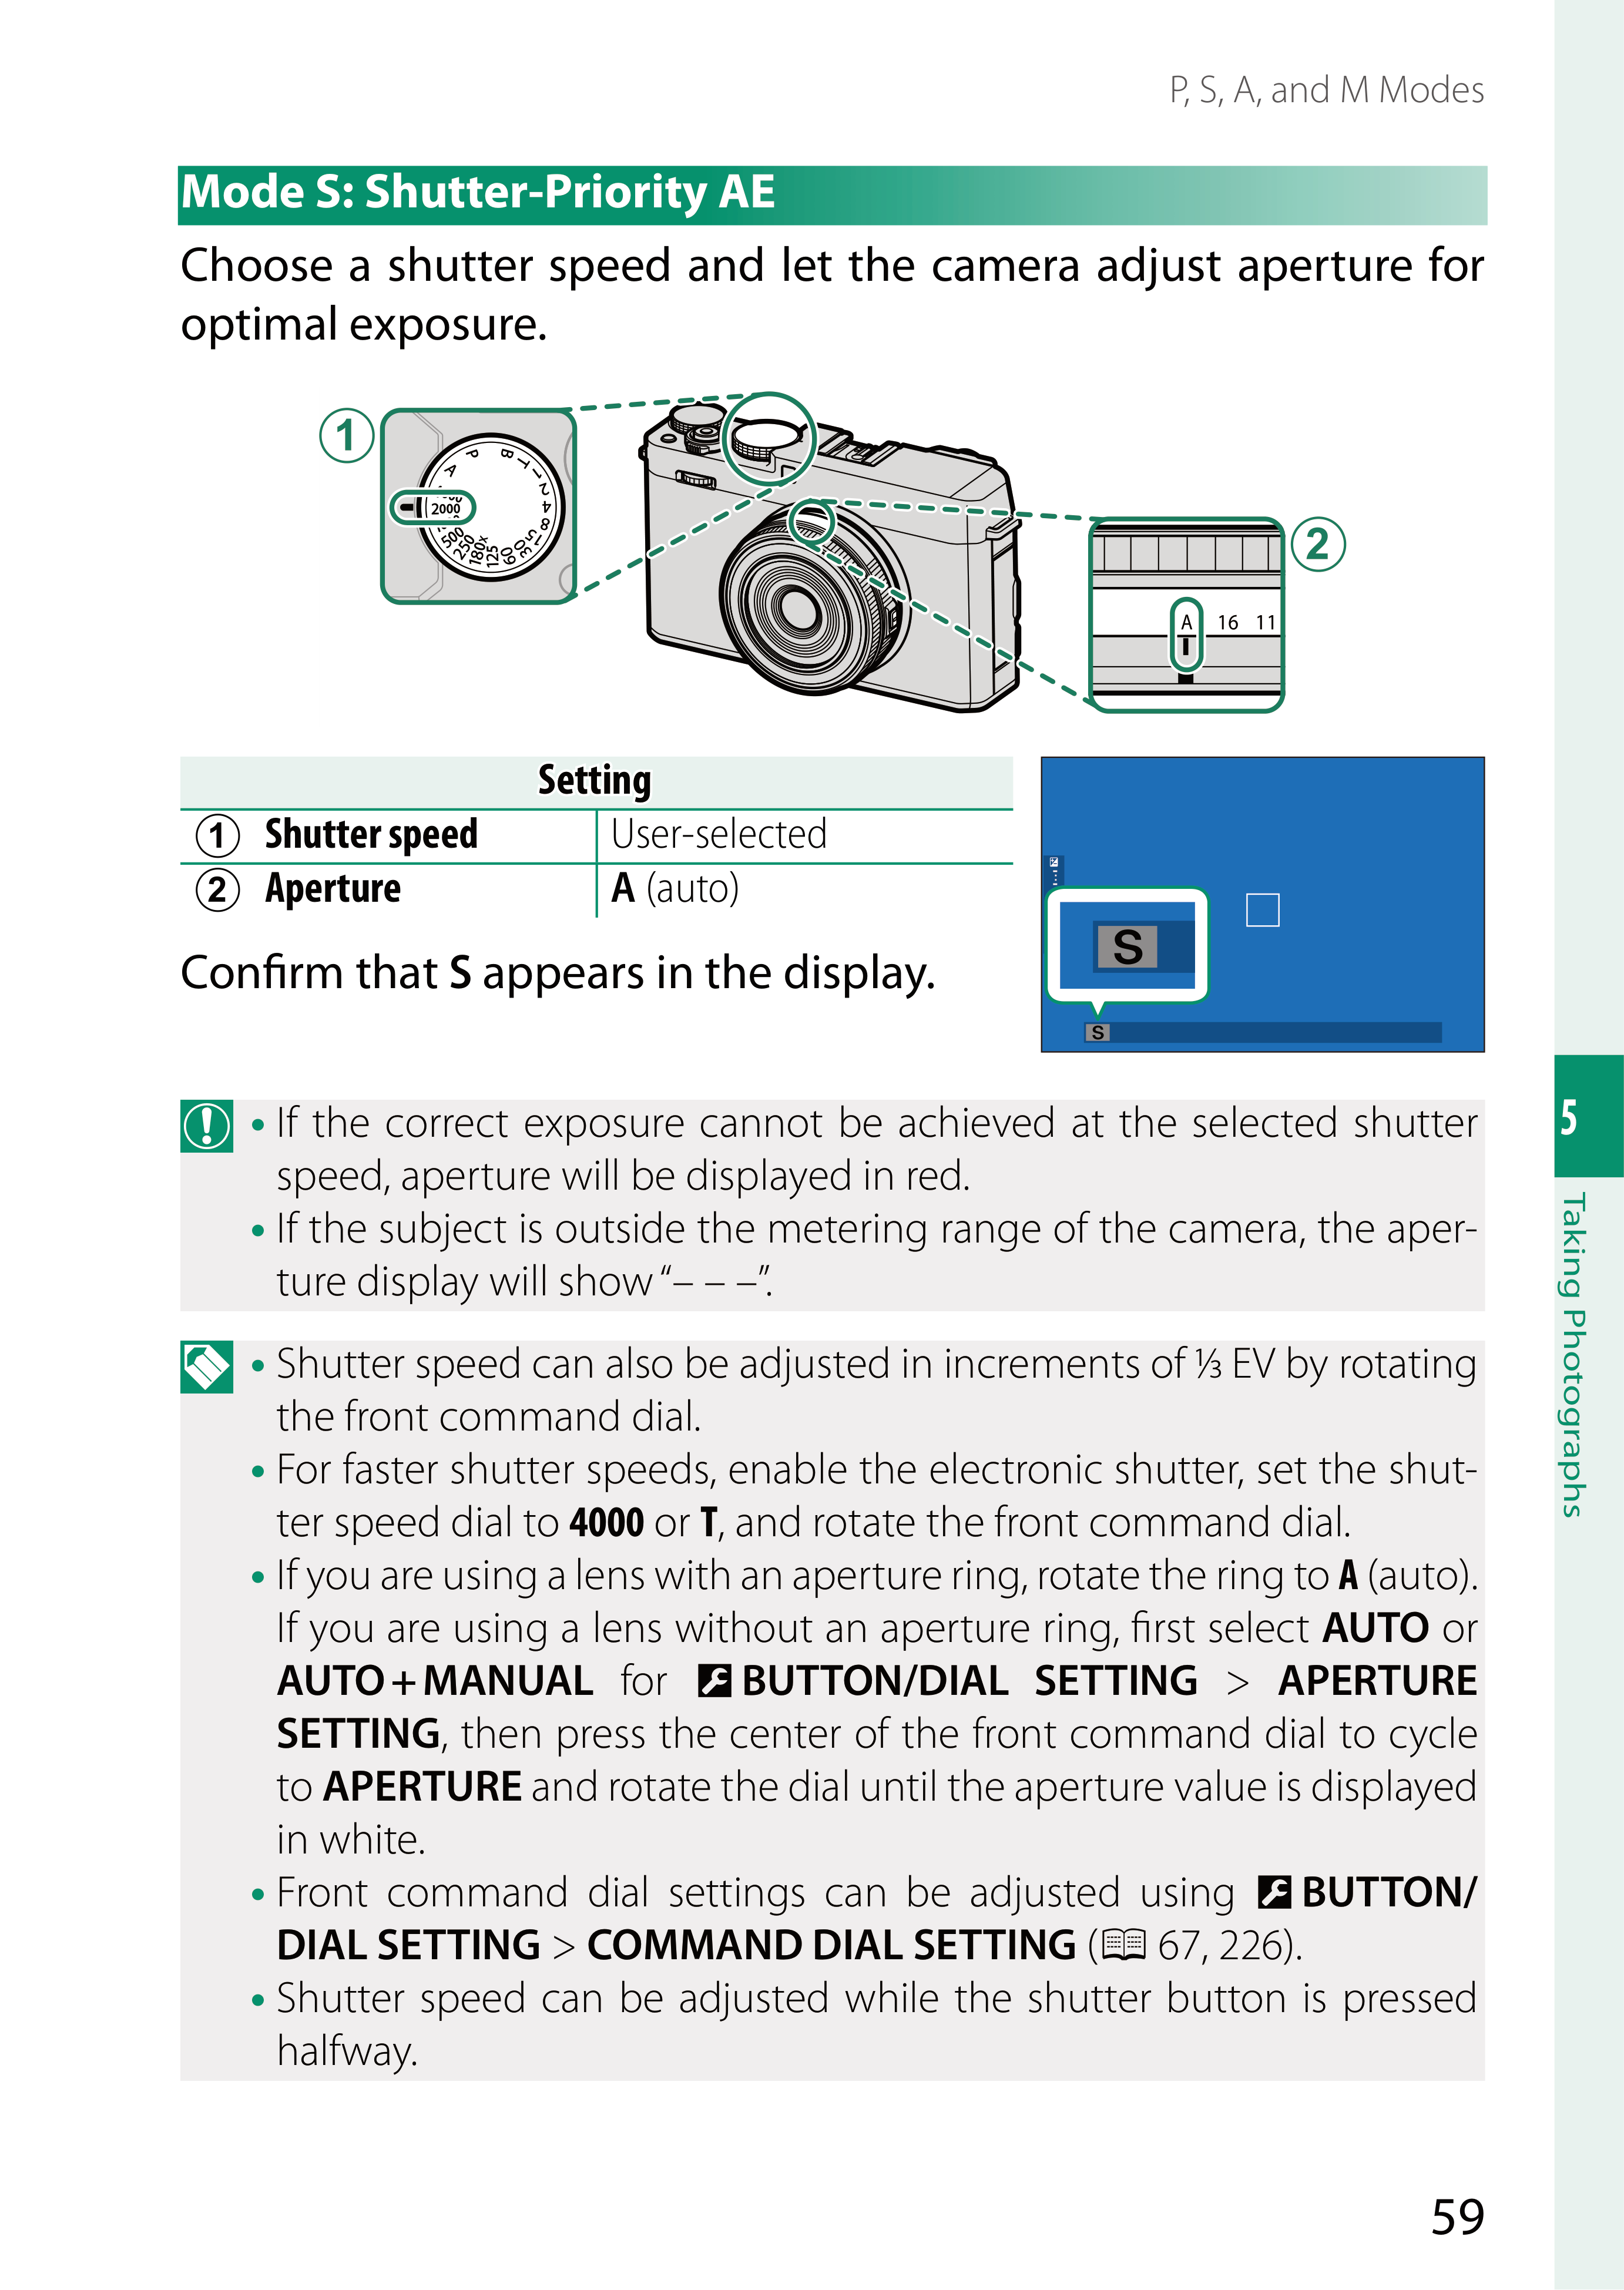 P, S, A, and M Modes
Mode S: Shutter-Priority AE
Choose a shutter speed and let the camera adjust aperture for
optimal exposure.
1
P
B
T
1
2
4
8
15
30
60
125
180x
250
500
2000
A
2
A 16 11
Setting
1 Shutter speed User-selected
2 Aperture A (auto)
Confirm that S appears in the display.
S
S
• If the correct exposure cannot be achieved at the selected shutter
speed, aperture will be displayed in red.
• If the subject is outside the metering range of the camera, the aper-
ture display will show “– – –”.
• Shutter speed can also be adjusted in increments of ⅓ EV by rotating
the front command dial.
• For faster shutter speeds, enable the electronic shutter, set the shut-
ter speed dial to 4000 or T, and rotate the front command dial.
• If you are using a lens with an aperture ring, rotate the ring to A (auto).
If you are using a lens without an aperture ring, first select AUTO or
AUTO+MANUAL for BUTTON/DIAL SETTING > APERTURE
SETTING, then press the center of the front command dial to cycle
to APERTURE and rotate the dial until the aperture value is displayed
in white.
• Front command dial settings can be adjusted using BUTTON/
DIAL SETTING > COMMAND DIAL SETTING (67, 226).
• Shutter speed can be adjusted while the shutter button is pressed
halfway.
5
Taking Photographs
59